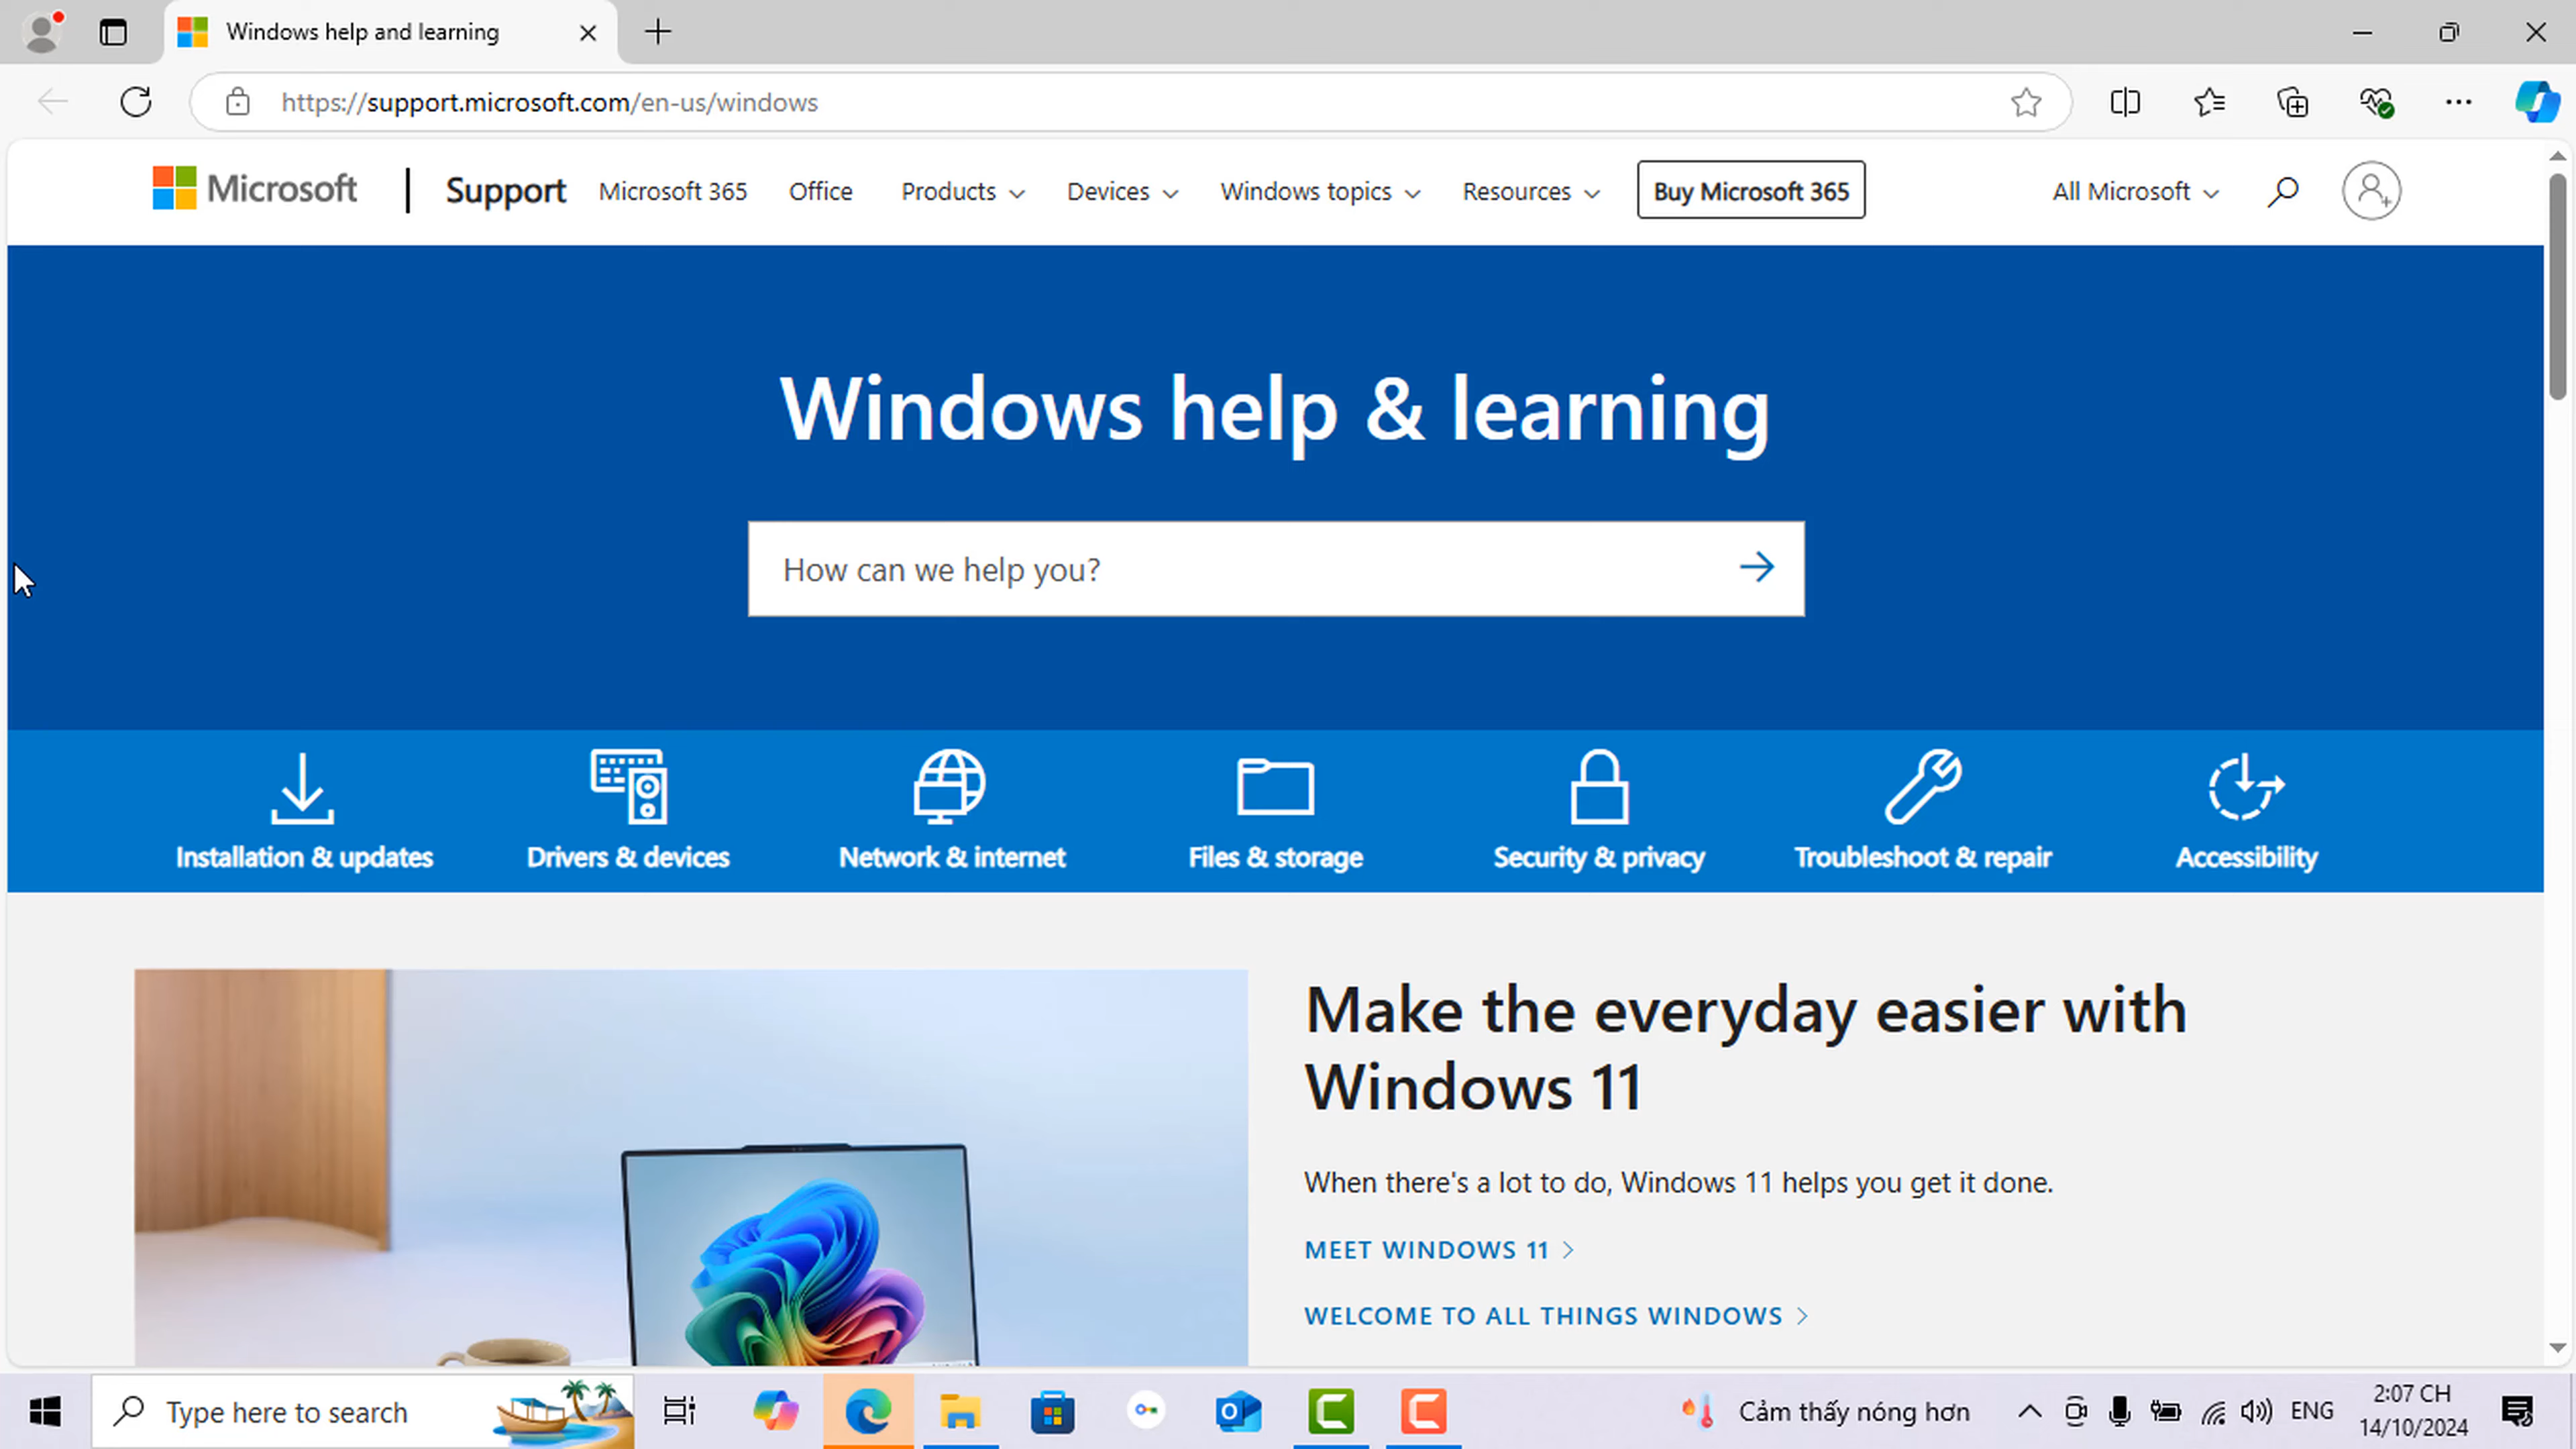 Windows help and learning
https://support.microsoft.com/en-us/windows
Microsoft | Support Microsoft 365 Office Products Devices Windows topics Resources Buy Microsoft 365 All Microsoft
Windows help & learning
How can we help you?
Installation & updates Drivers & devices Network & internet Files & storage Security & privacy Troubleshoot & repair Accessibility
Make the everyday easier with
Windows 11
When there's a lot to do, Windows 11 helps you get it done.
MEET WINDOWS 11
WELCOME TO ALL THINGS WINDOWS
Type here to search
Cảm thấy nóng hơn
ENG
2:07 CH
14/10/2024